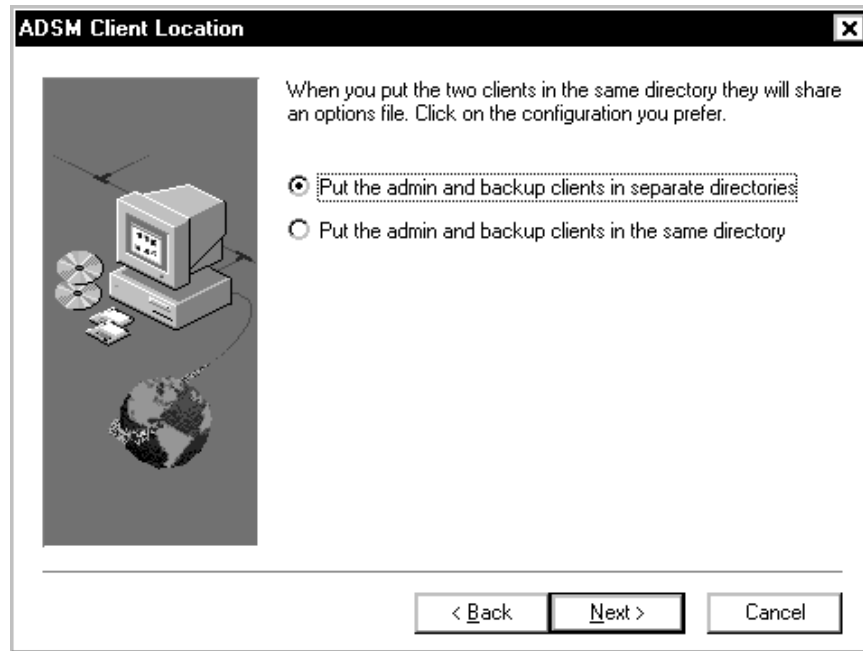 ADSM Client Location
When you put the two clients in the same directory they will share
an options file. Click on the configuration you prefer.
Put the admin and backup clients in separate directories
Put the admin and backup clients in the same directory
< Back Next > Cancel